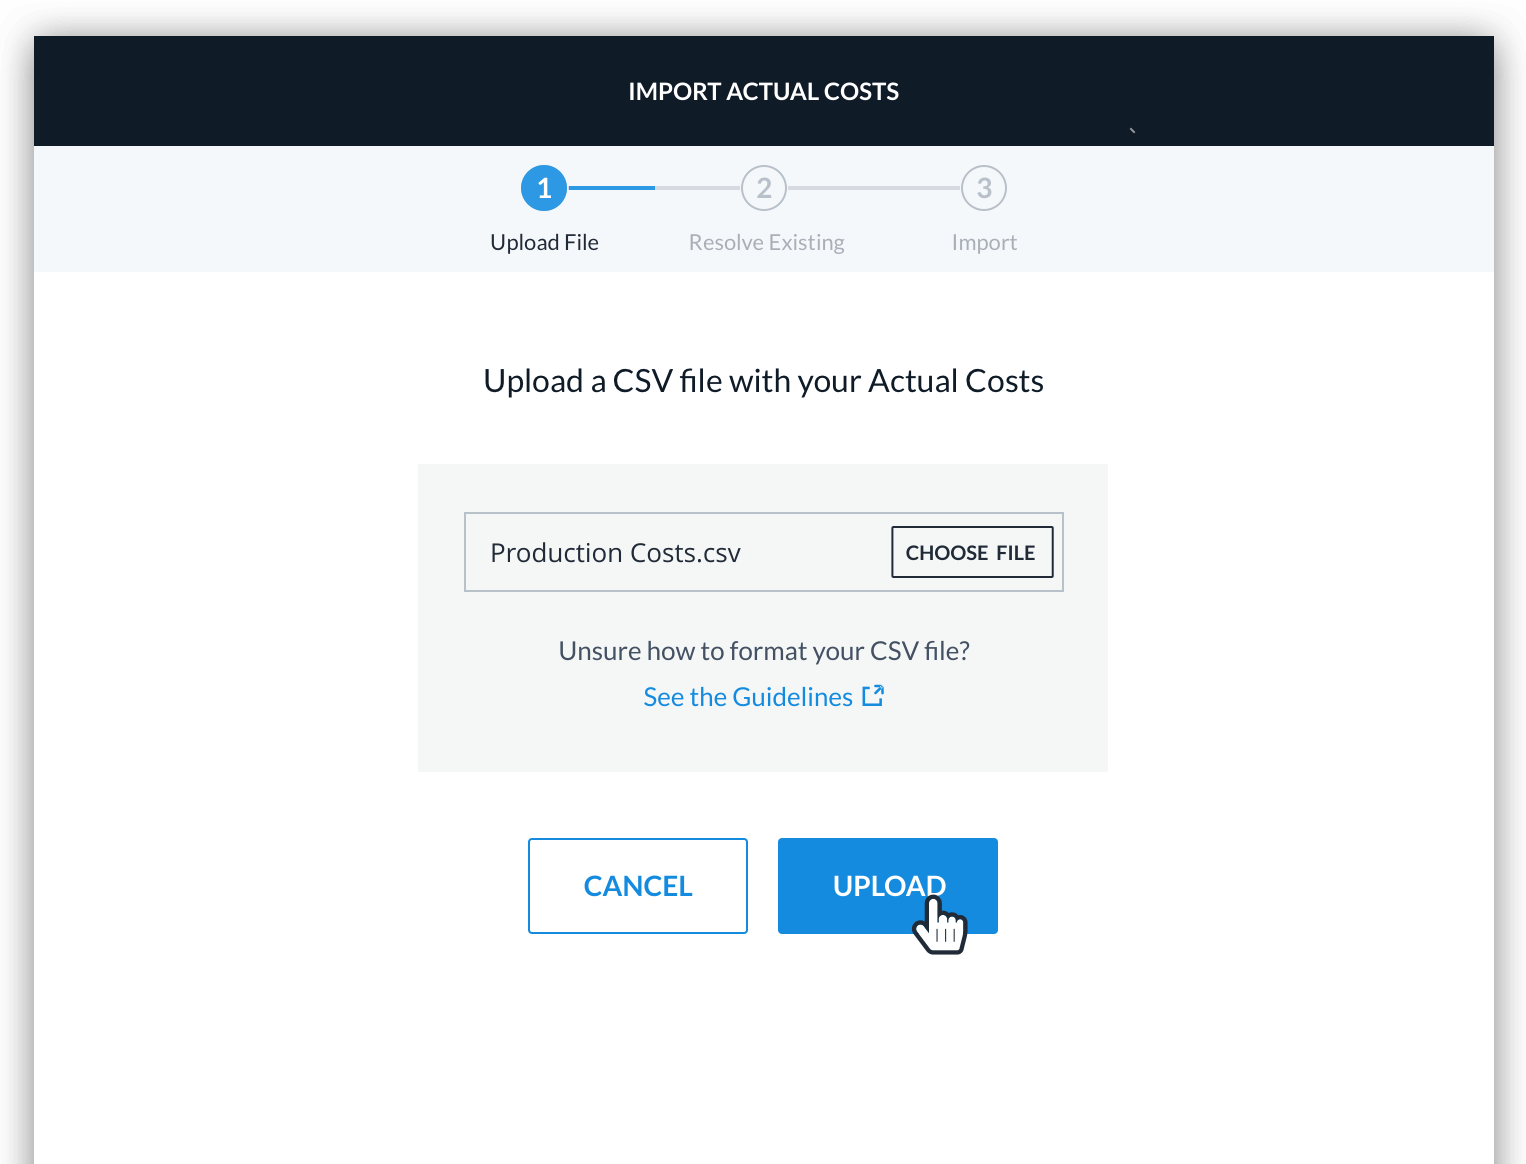 IMPORT ACTUAL COSTS
1 2 3
Upload File Resolve Existing Import
Upload a CSV file with your Actual Costs
Production Costs.csv CHOOSE FILE
Unsure how to format your CSV file?
See the Guidelines
CANCEL UPLOAD